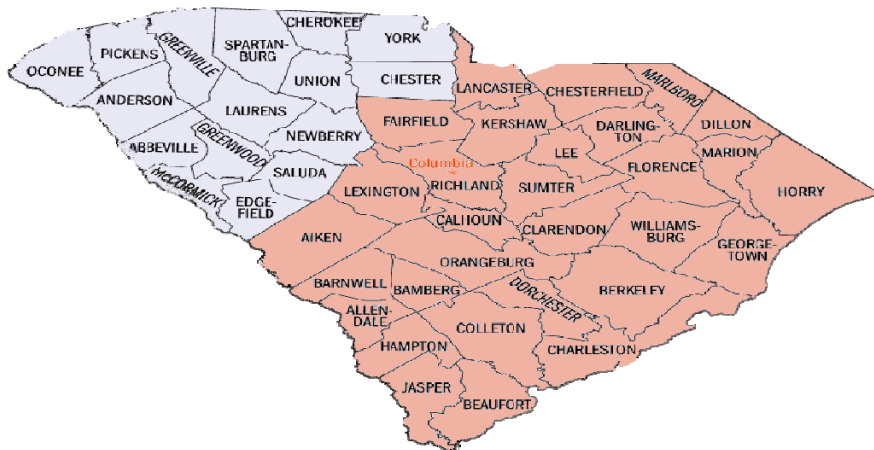 CHEROKEE
YORK
SPARTAN-
BURG
GREENVILLE
PICKENS
OCONEE
UNION
CHESTER
LANCASTER
CHESTERFIELD
MARLBORO
ANDERSON
LAURENS
FAIRFIELD
KERSHAW
DARLING-
TON
DILLON
NEWBERRY
ABBEVILLE
GREENWOOD
LEE
MARION
Columbia
FLORENCE
SALUDA
McCORMICK
LEXINGTON
RICHLAND
SUMTER
HORRY
EDGE-
FIELD
CALHOUN
CLARENDON
WILLIAMS-
BURG
AIKEN
GEORGE-
TOWN
ORANGEBURG
BARNWELL
BAMBERG
DORCHESTER
BERKELEY
ALLEN-
DALE
COLLETON
HAMPTON
CHARLESTON
JASPER
BEAUFORT